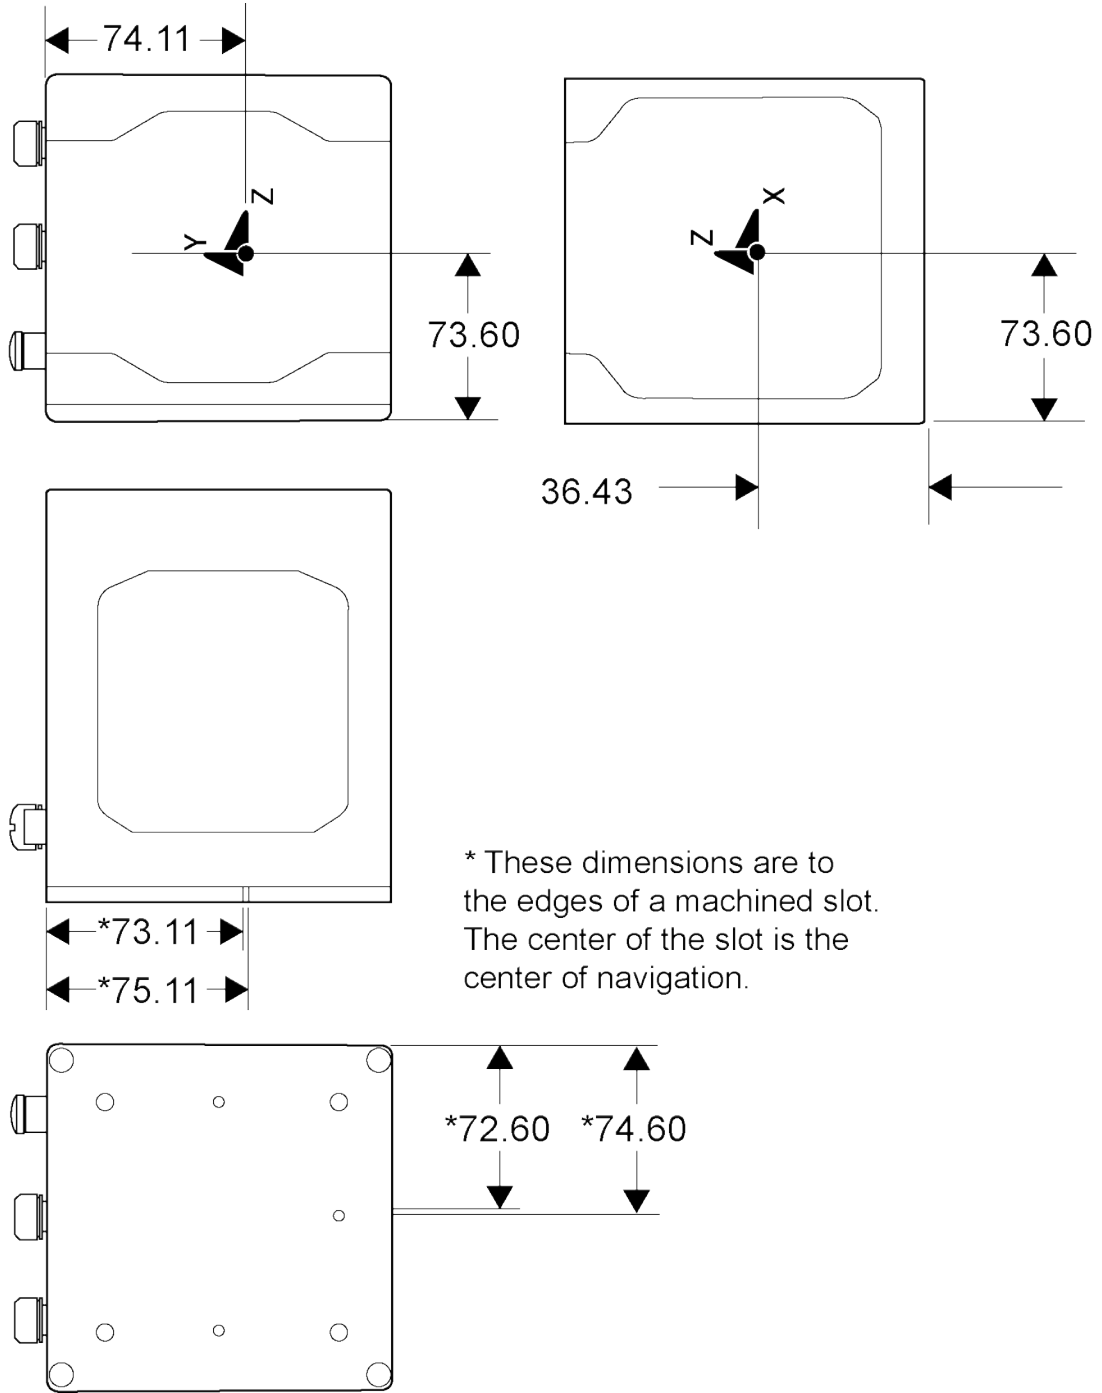 74.11
Z
Y
73.60
X
Z
73.60
36.43
* These dimensions are to
the edges of a machined slot.
The center of the slot is the
center of navigation.
*73.11
*75.11
*72.60 *74.60